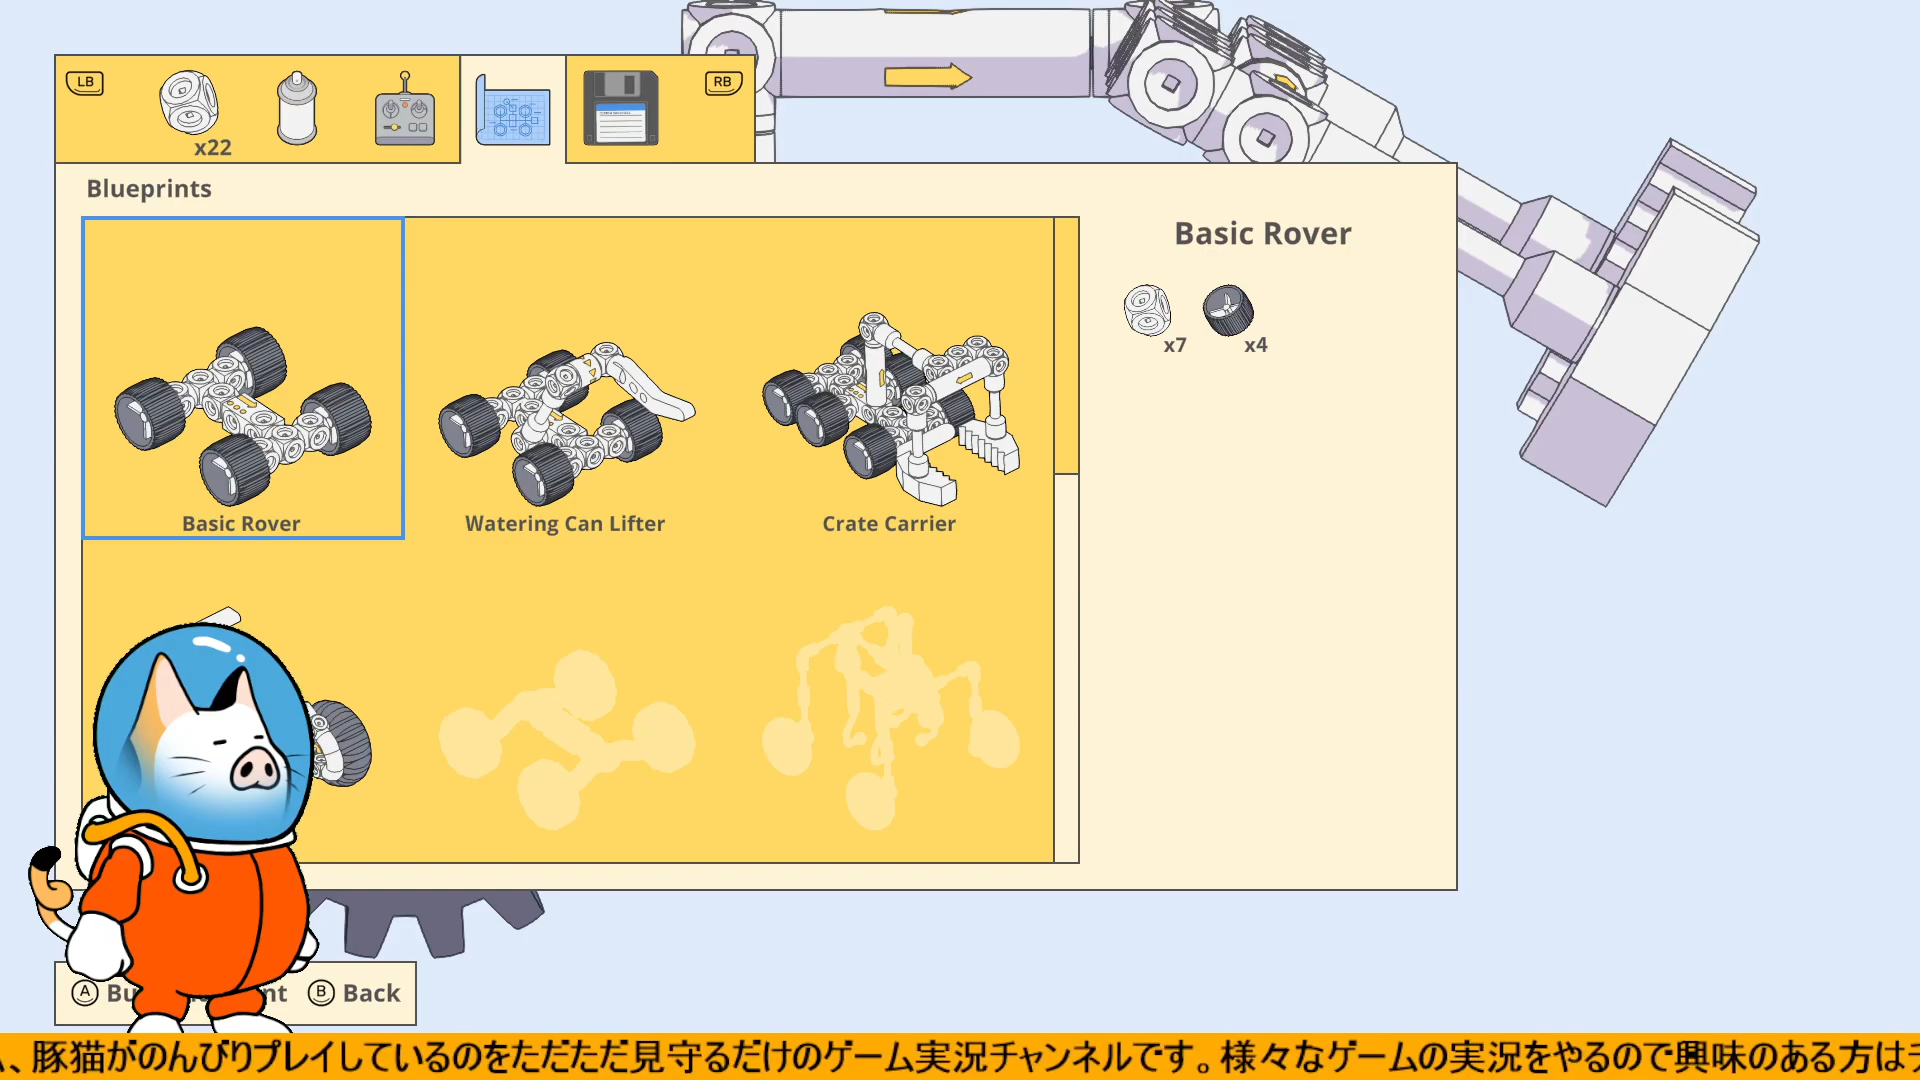 LB
RB
x22
Blueprints
Basic Rover
x7
x4
Basic Rover
Watering Can Lifter
Crate Carrier
A
B Back
、豚猫がのんびりプレイしているのをただただ見守るだけのゲーム実況チャンネルです。様々なゲームの実況をやるので興味のある方は